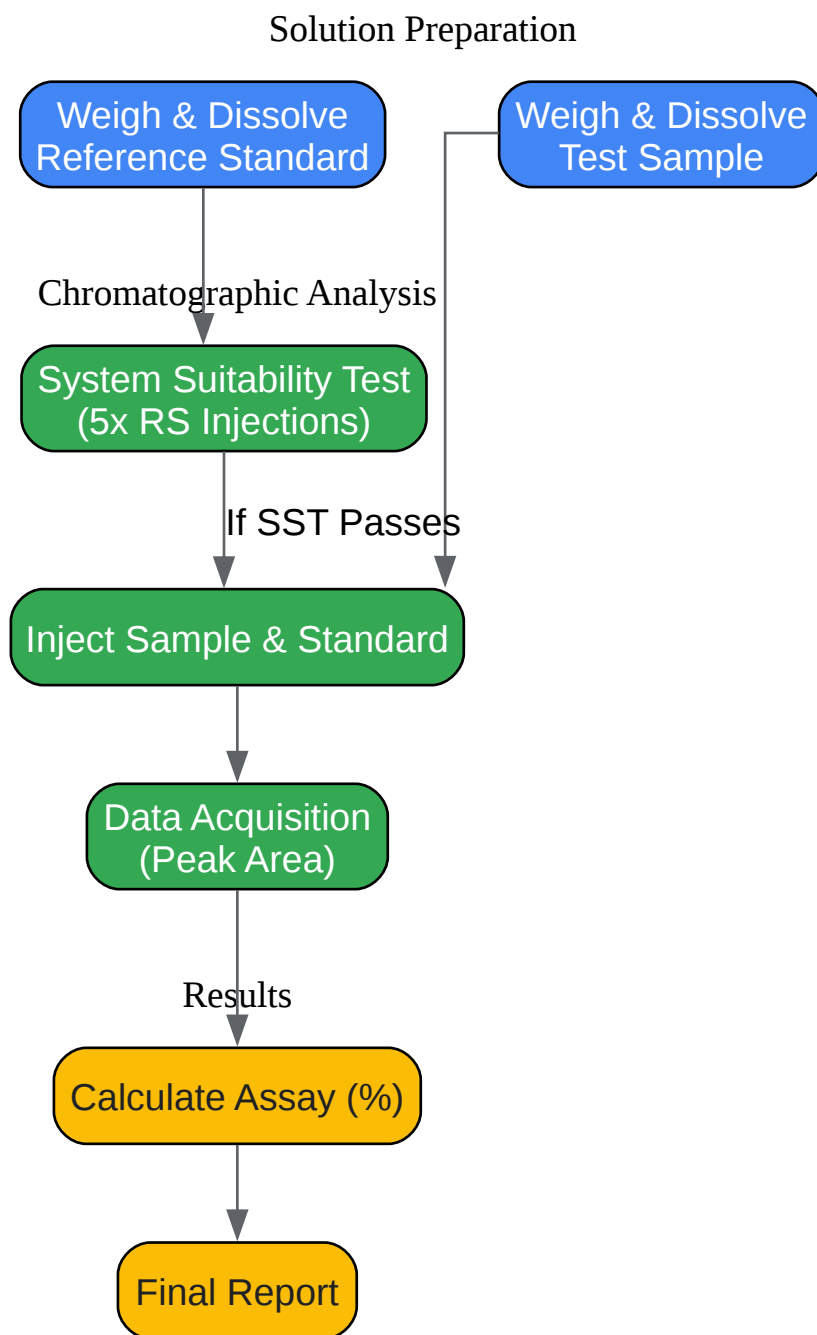 Solution Preparation
Weigh & Dissolve
Reference Standard
Weigh & Dissolve
Test Sample
Chromatographic Analysis
System Suitability Test
(5x RS Injections)
If SST Passes
Inject Sample & Standard
Data Acquisition
(Peak Area)
Results
Calculate Assay (%)
Final Report